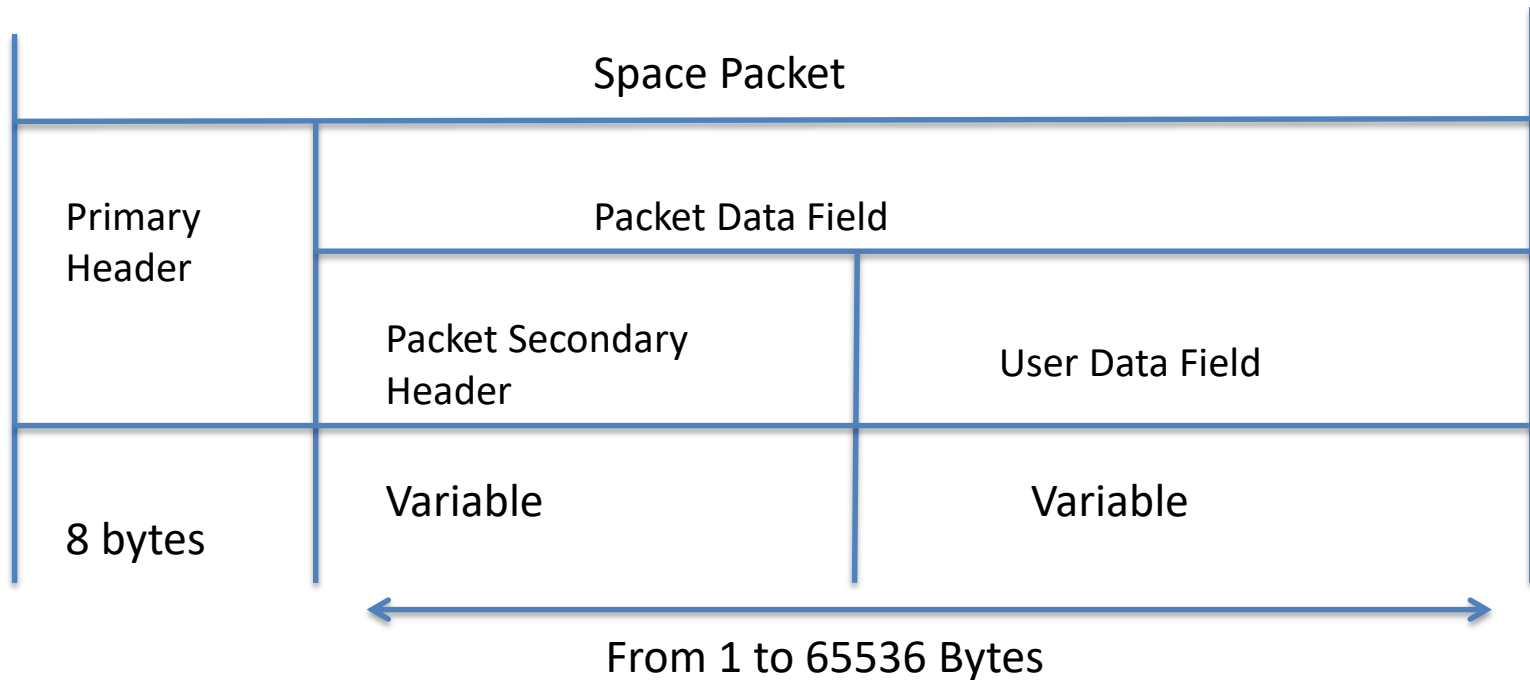 Space Packet
Primary
Header
Packet Data Field
Packet Secondary
Header
User Data Field
8 bytes
Variable
Variable
From 1 to 65536 Bytes